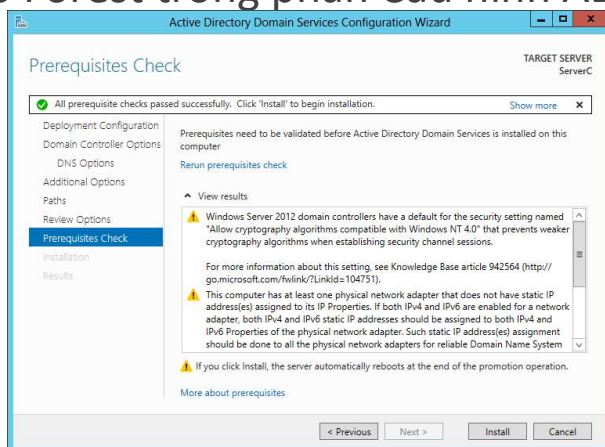 Forest trong phần Cấu hình AD
Active Directory Domain Services Configuration Wizard
Prerequisites Check
TARGET SERVER
ServerC
All prerequisite checks passed successfully. Click 'Install' to begin installation.
Show more
Deployment Configuration
Domain Controller Options
DNS Options
Additional Options
Paths
Review Options
Prerequisites Check
Installation
Results
Prerequisites need to be validated before Active Directory Domain Services is installed on this
computer
Rerun prerequisites check
View results
Windows Server 2012 domain controllers have a default for the security setting named
"Allow cryptography algorithms compatible with Windows NT 4.0" that prevents weaker
cryptography algorithms when establishing security channel sessions.
For more information about this setting, see Knowledge Base article 942564 (http://
go.microsoft.com/fwlink/?LinkId=104751).
This computer has at least one physical network adapter that does not have static IP
address(es) assigned to its IP Properties. If both IPv4 and IPv6 are enabled for a network
adapter, both IPv4 and IPv6 static IP addresses should be assigned to both IPv4 and
IPv6 Properties of the physical network adapter. Such static IP address(es) assignment
should be done to all the physical network adapters for reliable Domain Name System
If you click Install, the server automatically reboots at the end of the promotion operation.
More about prerequisites
< Previous
Next >
Install
Cancel